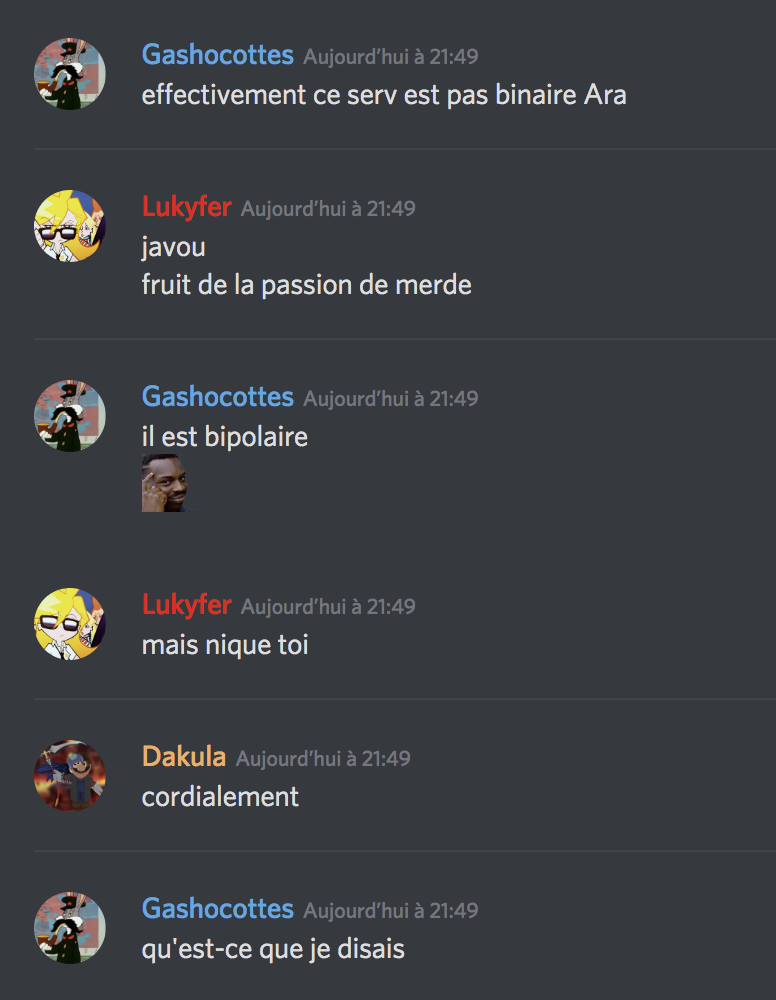 Gashocottes Aujourd’hui à 21:49
effectivement ce serv est pas binaire Ara
Lukyfer Aujourd’hui à 21:49
javou
fruit de la passion de merde
Gashocottes Aujourd’hui à 21:49
il est bipolaire
Lukyfer Aujourd’hui à 21:49
mais nique toi
Dakula Aujourd’hui à 21:49
cordialement
Gashocottes Aujourd’hui à 21:49
qu'est-ce que je disais